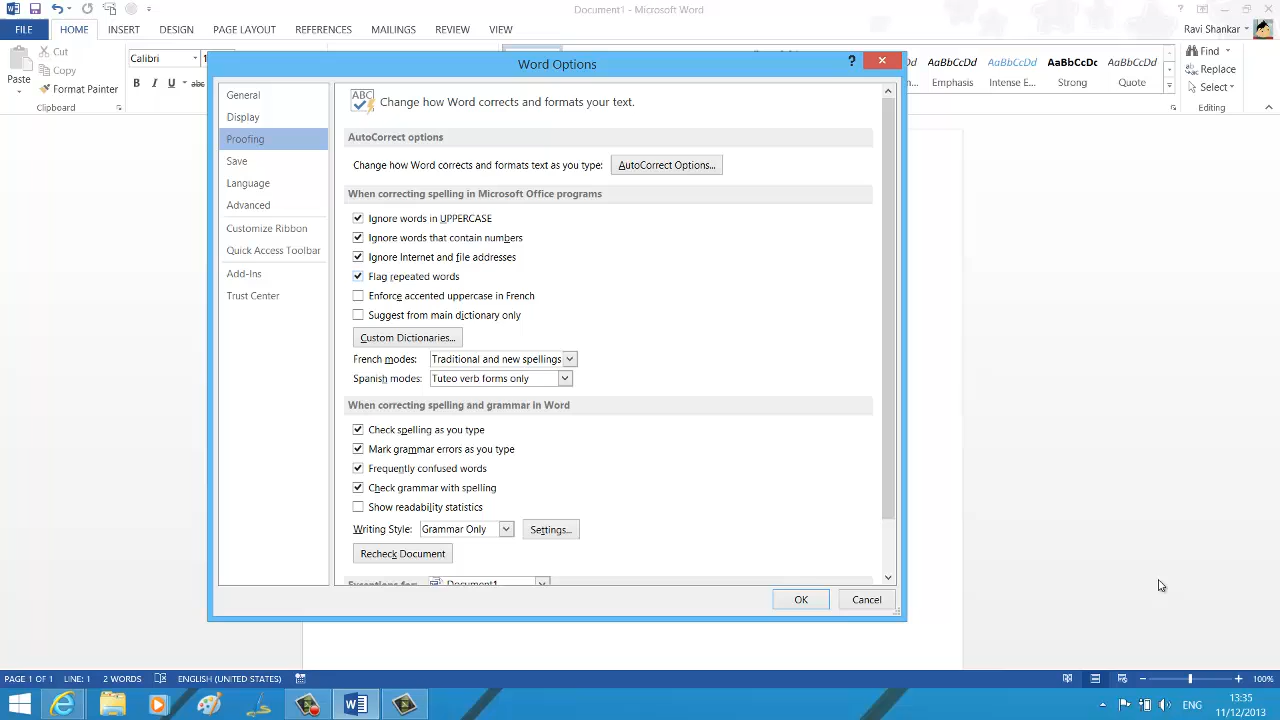 Document1 - Microsoft Word
FILE HOME INSERT DESIGN PAGE LAYOUT REFERENCES MAILINGS REVIEW VIEW Ravi Shankar
Paste
Cut
Copy
Format Painter
Clipboard
Calibri
B I U abc
AaBbCcDc AaBbCcDc AaBbCcDc AaBbCcDc
Emphasis Intense E... Strong Quote
Find
Replace
Select
Editing
Word Options
General
Display
Proofing
Save
Language
Advanced
Customize Ribbon
Quick Access Toolbar
Add-Ins
Trust Center
ABC
Change how Word corrects and formats your text.
AutoCorrect options
Change how Word corrects and formats text as you type: AutoCorrect Options...
When correcting spelling in Microsoft Office programs
Ignore words in UPPERCASE
Ignore words that contain numbers
Ignore Internet and file addresses
Flag repeated words
Enforce accented uppercase in French
Suggest from main dictionary only
Custom Dictionaries...
French modes: Traditional and new spellings
Spanish modes: Tuteo verb forms only
When correcting spelling and grammar in Word
Check spelling as you type
Mark grammar errors as you type
Frequently confused words
Check grammar with spelling
Show readability statistics
Writing Style: Grammar Only Settings...
Recheck Document
Exceptions for: Document1
OK Cancel
PAGE 1 OF 1 LINE: 1 2 WORDS ENGLISH (UNITED STATES) 100%
ENG
13:35
11/12/2013